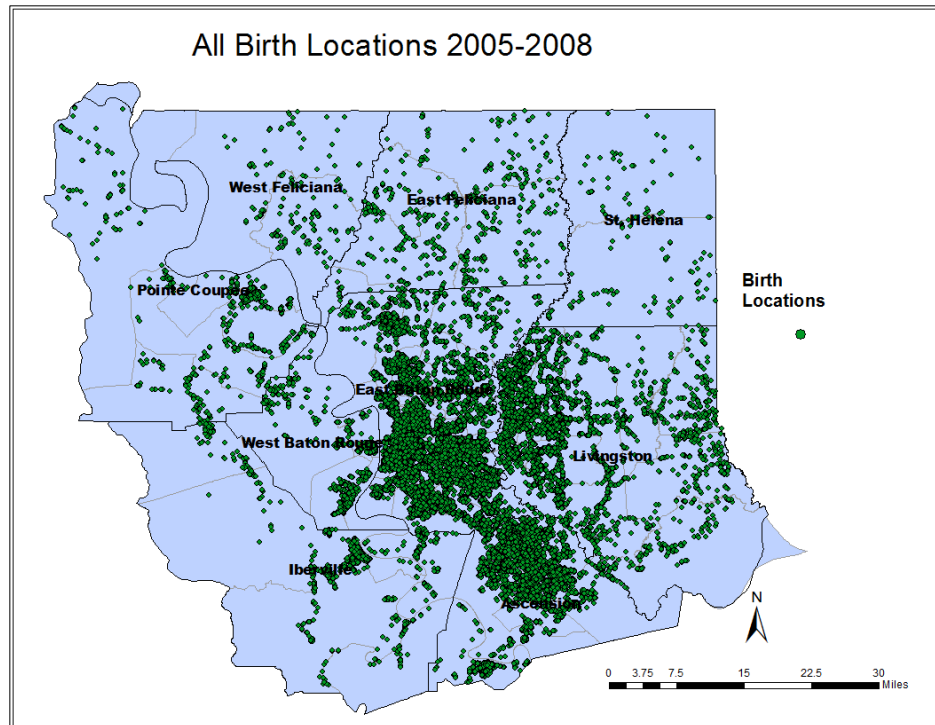 All Birth Locations 2005-2008
West Feliciana
East Feliciana
St. Helena
Pointe Coupee
Birth
Locations
East Baton Rouge
West Baton Rouge
Livingston
Iberville
Ascension
N
0 3.75 7.5 15 22.5 30
Miles